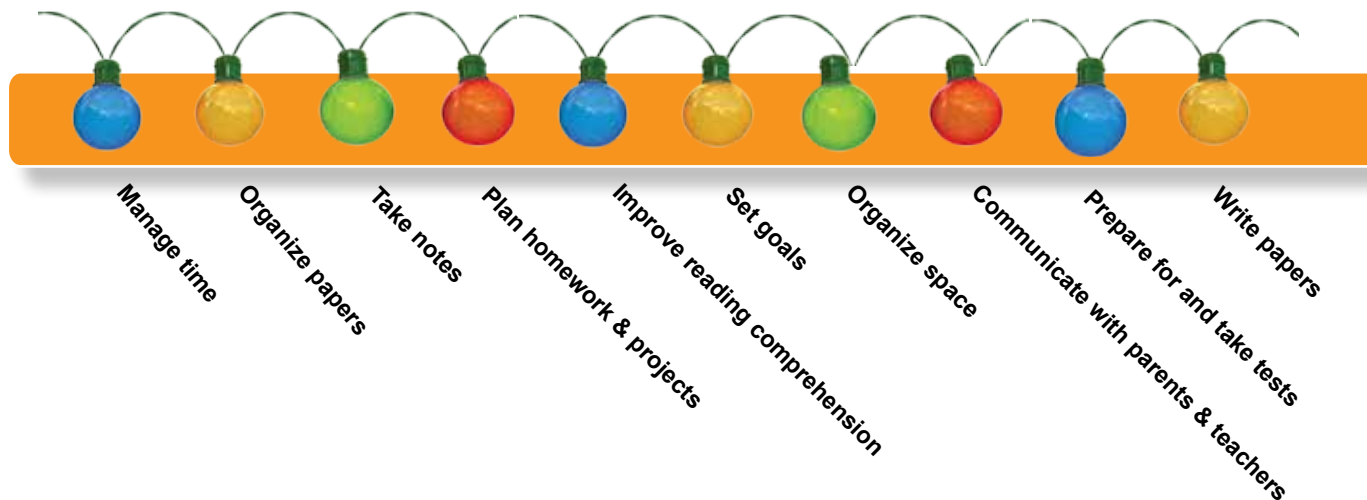 Manage time
Organize papers
Take notes
Plan homework & projects
Improve reading comprehension
Set goals
Organize space
Communicate with parents & teachers
Prepare for and take tests
Write papers